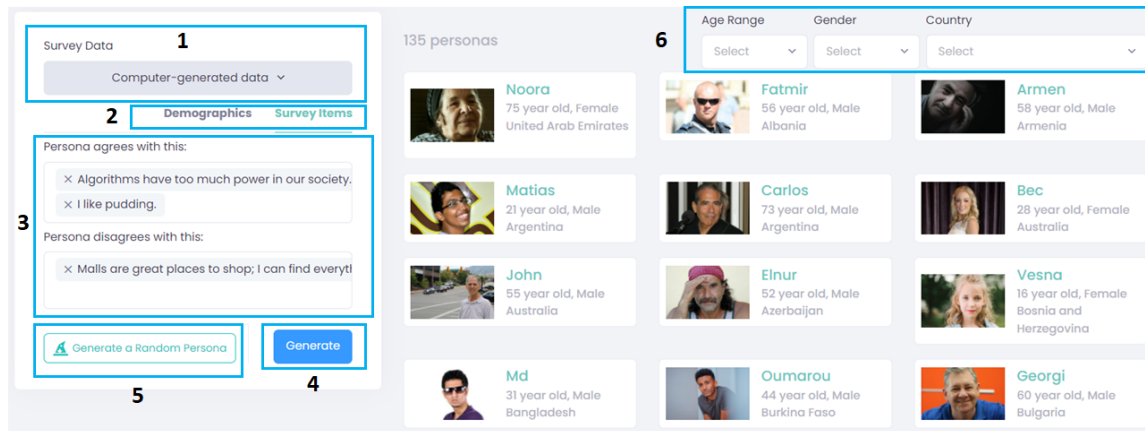 1
Survey Data
Computer-generated data
2
Demographics Survey Items
Persona agrees with this:
× Algorithms have too much power in our society.
× I like pudding.
3
Persona disagrees with this:
× Malls are great places to shop; I can find everytl
Generate a Random Persona
Generate
5
4
135 personas
6
Age Range Gender Country
Select Select Select
Noora
75 year old, Female
United Arab Emirates
Fatmir
56 year old, Male
Albania
Armen
58 year old, Male
Armenia
Matias
21 year old, Male
Argentina
Carlos
73 year old, Male
Argentina
Bec
28 year old, Female
Australia
John
55 year old, Male
Australia
Elnur
52 year old, Male
Azerbaijan
Vesna
16 year old, Female
Bosnia and
Herzegovina
Md
31 year old, Male
Bangladesh
Oumarou
44 year old, Male
Burkina Faso
Georgi
60 year old, Male
Bulgaria